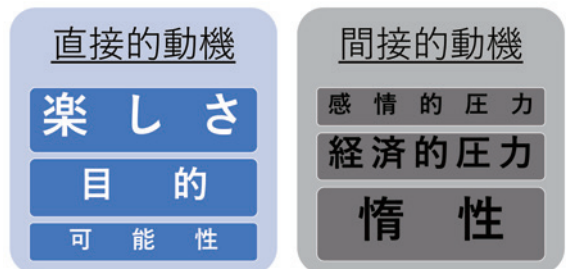 直接的動機
楽しさ
目的
可能性
間接的動機
感情的圧力
経済的圧力
惰性